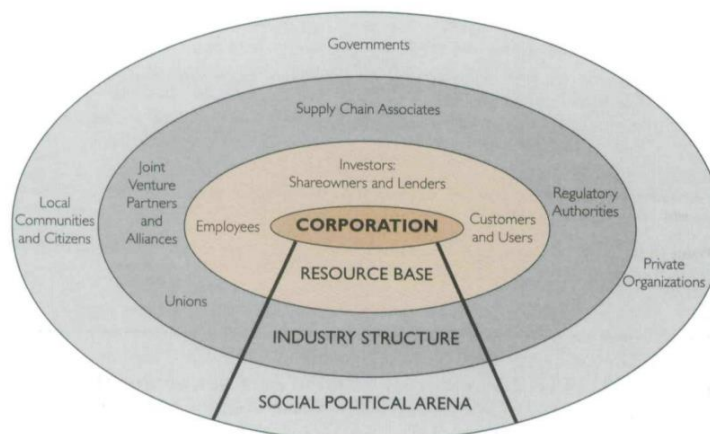 Governments
Supply Chain Associates
Joint
Venture
Partners
and
Alliances
Investors:
Shareowners and Lenders
Regulatory
Authorities
Local
Communities
and Citizens
Employees
CORPORATION
Customers
and Users
RESOURCE BASE
Private
Organizations
Unions
INDUSTRY STRUCTURE
SOCIAL POLITICAL ARENA